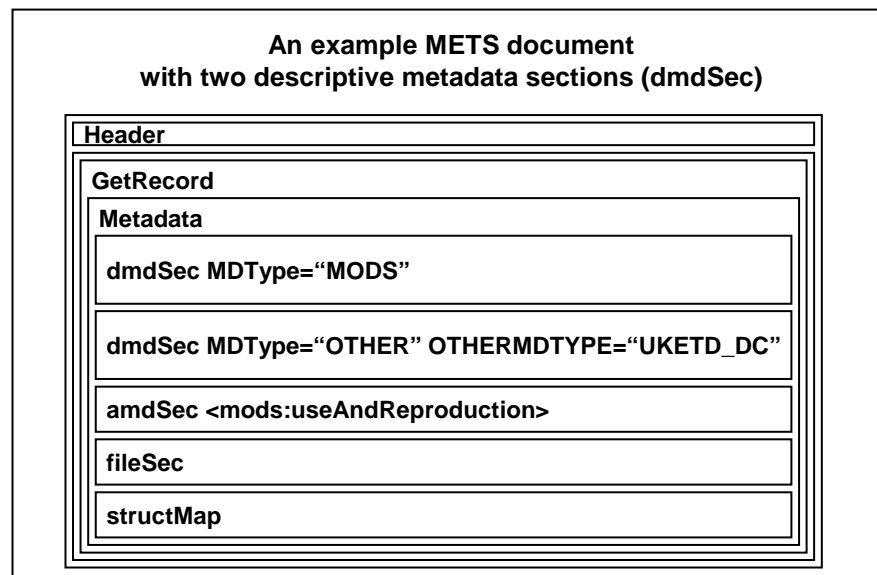 An example METS document
with two descriptive metadata sections (dmdSec)
Header
GetRecord
Metadata
dmdSec MDType=“MODS”
dmdSec MDType=“OTHER” OTHERMDTYPE=“UKETD_DC”
amdSec <mods:useAndReproduction>
fileSec
structMap